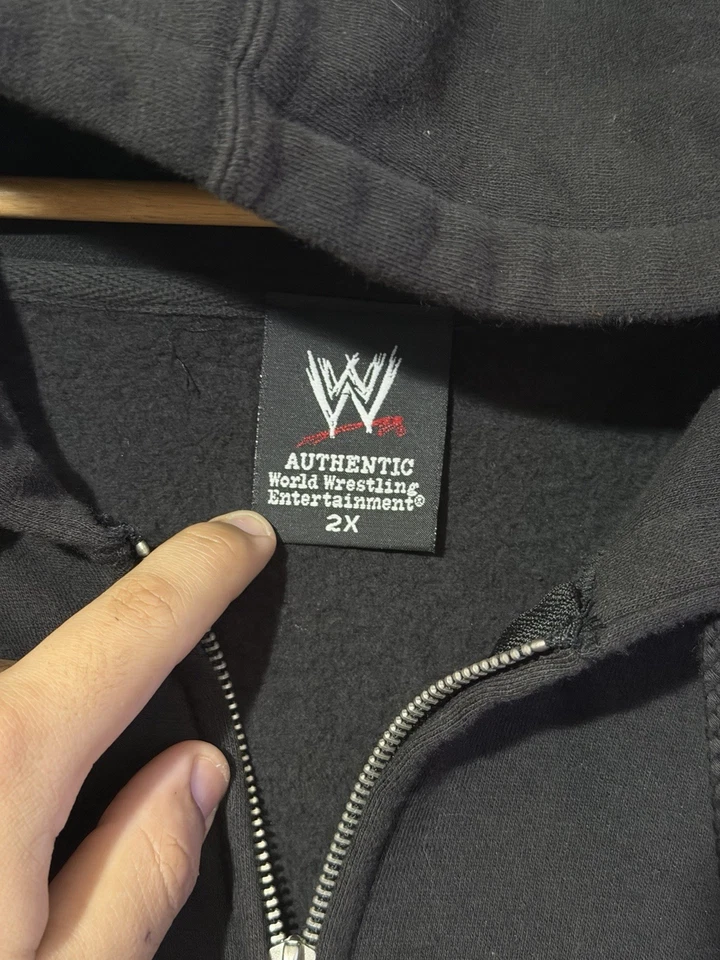 W
AUTHENTIC
World Wrestling
Entertainment®
2X